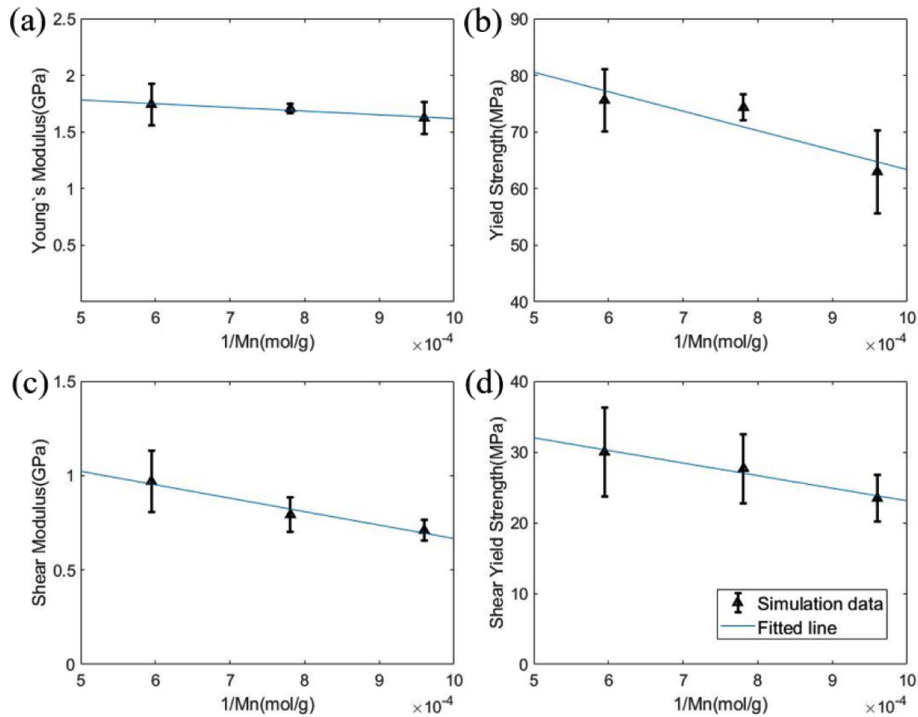 (a)
2.5
2
1.5
1
0.5
Young`s Modulus(GPa)
5 6 7 8 9 10
1/Mn(mol/g)
×10-4
(b)
90
80
70
60
50
40
Yield Strength(MPa)
5 6 7 8 9 10
1/Mn(mol/g)
×10-4
(c)
1.5
1
0.5
0
Shear Modulus(GPa)
5 6 7 8 9 10
1/Mn(mol/g)
×10-4
(d)
40
30
20
10
0
Shear Yield Strength(MPa)
Simulation data
Fitted line
5 6 7 8 9 10
1/Mn(mol/g)
×10-4